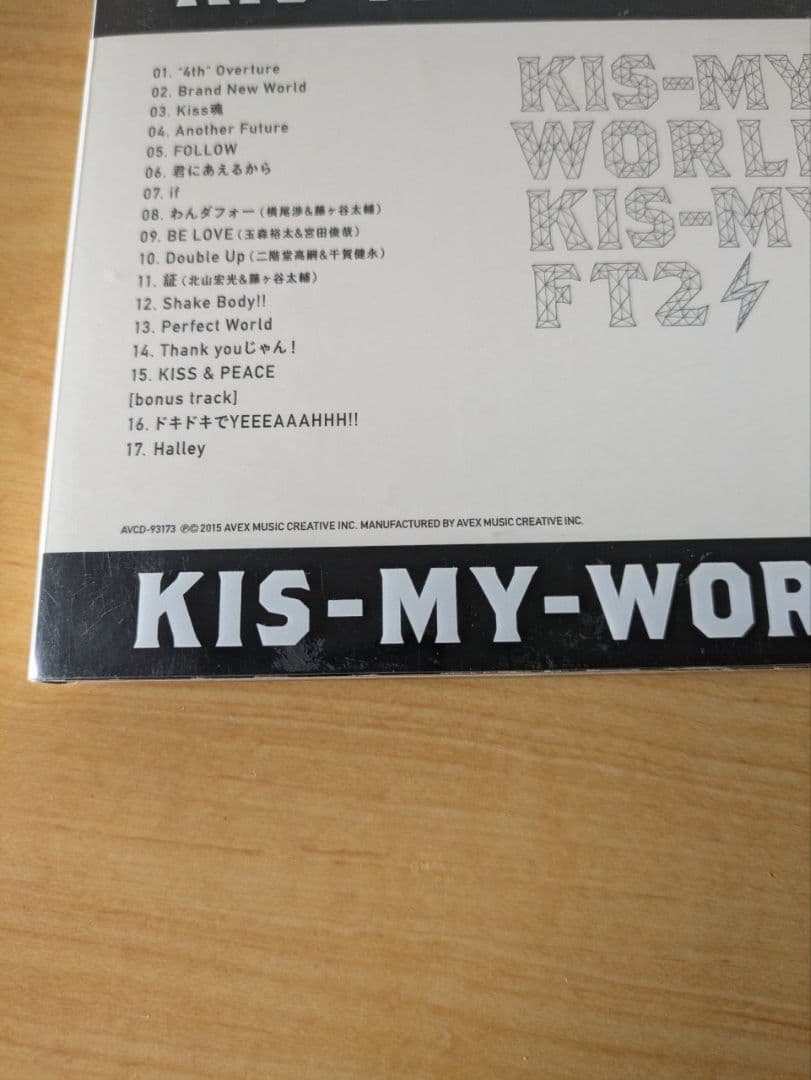 01. "4th" Overture
02. Brand New World
03. Kiss魂
04. Another Future
05. FOLLOW
06. 君にあえるから
07. if
08. わんダフォー(横尾渉&藤ヶ谷太輔)
09. BE LOVE(玉森裕太&宮田俊哉)
10. Double Up(二階堂高嗣&千賀健永)
11. 証(北山宏光&藤ヶ谷太輔)
12. Shake Body!!
13. Perfect World
14. Thank youじゃん!
15. KISS & PEACE
[bonus track]
16. ドキドキでYEEEAAAHHH!!
17. Halley
KIS-MY
WORL
KIS-MY
FT2
AVCD-93173 ℗© 2015 AVEX MUSIC CREATIVE INC. MANUFACTURED BY AVEX MUSIC CREATIVE INC.
KIS-MY-WOR